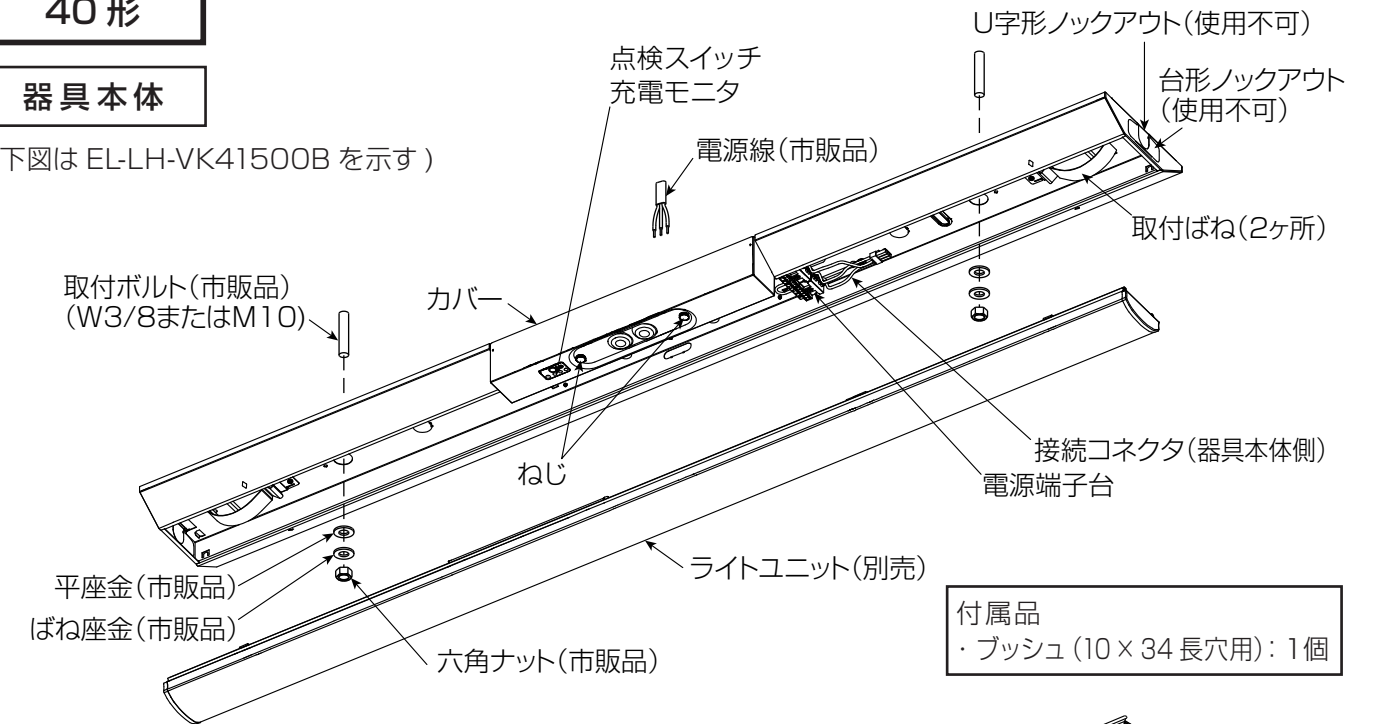 40形
器具本体
下図は EL-LH-VK41500B を示す )
U字形ノックアウト(使用不可)
点検スイッチ
充電モニタ
台形ノックアウト
(使用不可)
電源線(市販品)
取付ばね(2ヶ所)
取付ボルト(市販品)
(W3/8またはM10)
カバー
ねじ
接続コネクタ(器具本体側)
電源端子台
平座金(市販品)
ばね座金(市販品)
ライトユニット(別売)
六角ナット(市販品)
付属品
・ブッシュ (10 × 34 長穴用) : 1個